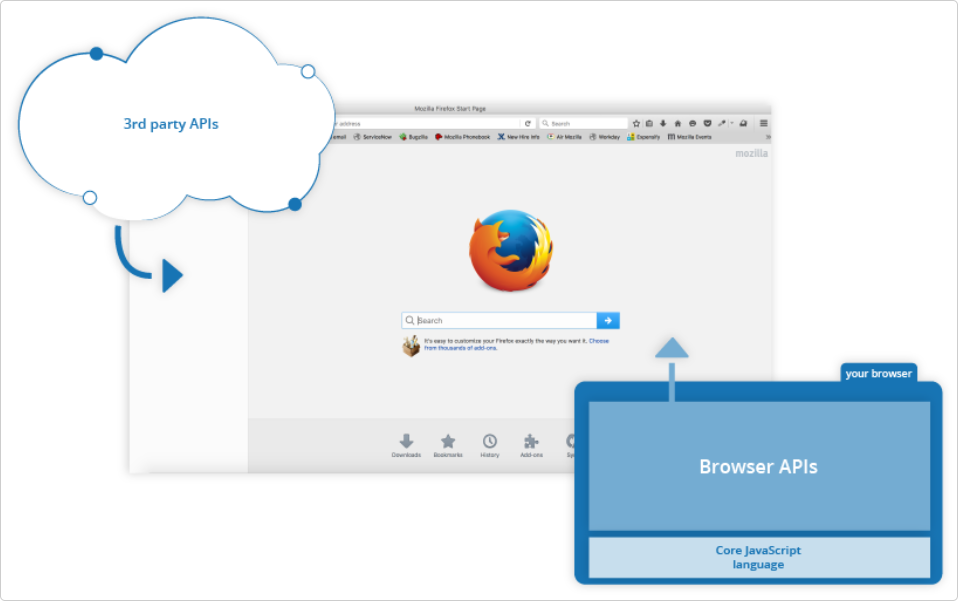 3rd party APIs
Mozilla Firefox Start Page
address
Search
ServiceNow Bugzilla Mozilla Phonebook New Hire Info Air Mozilla Workday Expensify Mozilla Events
mozilla
Search
It's easy to customize your Firefox exactly the way you want it. Choose
from thousands of add-ons.
Downloads Bookmarks History Add-ons
your browser
Browser APIs
Core JavaScript
language